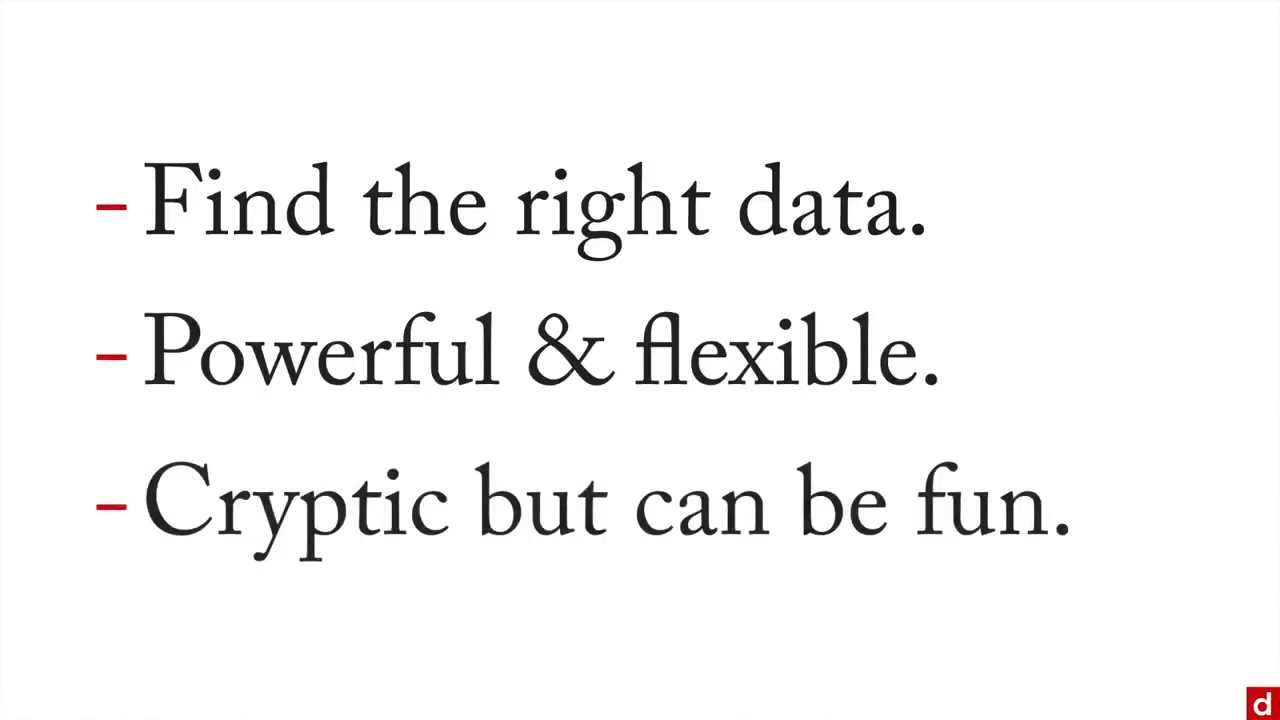 - Find the right data.
- Powerful & flexible.
- Cryptic but can be fun.
d